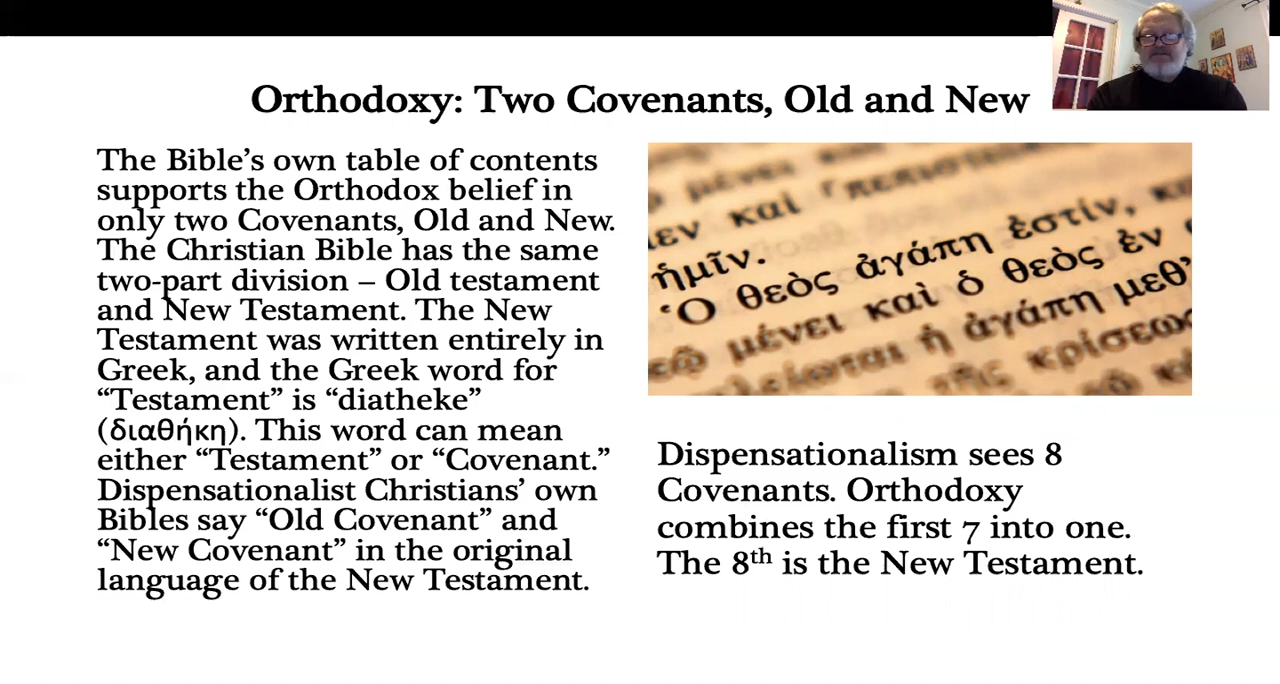 Orthodoxy: Two Covenants, Old and New
The Bible’s own table of contents
supports the Orthodox belief in
only two Covenants, Old and New.
The Christian Bible has the same
two-part division – Old testament
and New Testament. The New
Testament was written entirely in
Greek, and the Greek word for
“Testament” is “diatheke”
(διαθήκη). This word can mean
either “Testament” or “Covenant.”
Dispensationalist Christians’ own
Bibles say “Old Covenant” and
“New Covenant” in the original
language of the New Testament.
μένει
καὶ
ἡμῖν.
Ὁ θεὸς ἀγάπη ἐστίν,
μένει καὶ ὁ θεὸς ἐν
ἡ ἀγάπη μεθ’
τῆς κρίσεως
Dispensationalism sees 8
Covenants. Orthodoxy
combines the first 7 into one.
The 8th is the New Testament.